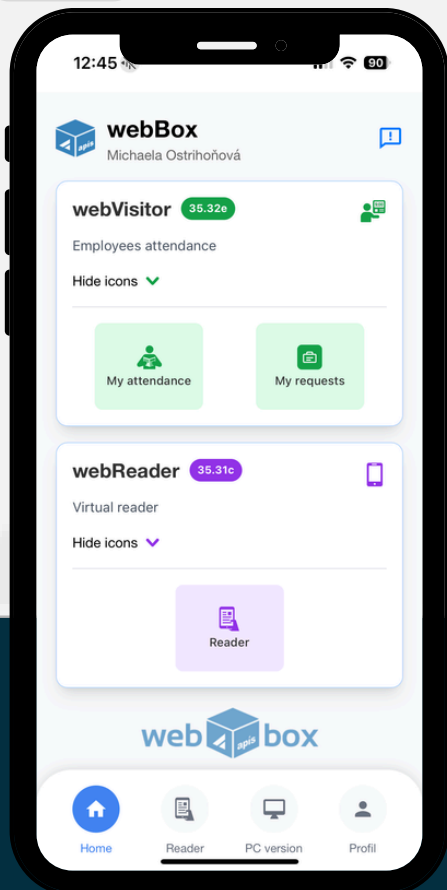 12:45
90
webBox
apis
Michaela Ostrihoňová
webVisitor 35.32e
Employees attendance
Hide icons
My attendance
My requests
webReader 35.31c
Virtual reader
Hide icons
Reader
web apis box
Home
Reader
PC version
Profil